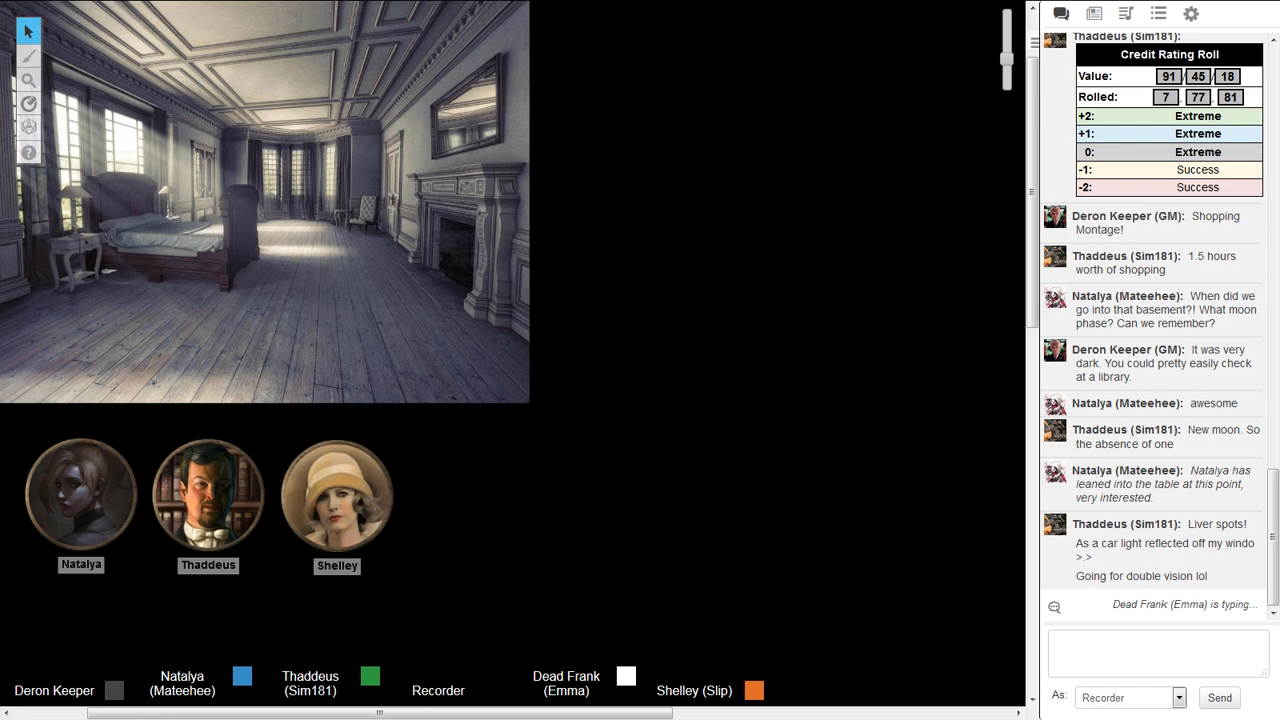 Thaddeus (Sim181):
Credit Rating Roll
Value: 91 / 45 / 18
Rolled: 7 , 77 , 81
+2: Extreme
+1: Extreme
0: Extreme
-1: Success
-2: Success
Deron Keeper (GM): Shopping
Montage!
Thaddeus (Sim181): 1.5 hours
worth of shopping
Natalya (Mateehee): When did we
go into that basement?! What moon
phase? Can we remember?
Deron Keeper (GM): It was very
dark. You could pretty easily check
at a library.
Natalya (Mateehee): awesome
Thaddeus (Sim181): New moon. So
the absence of one
Natalya (Mateehee): Natalya has
leaned into the table at this point,
very interested.
Thaddeus (Sim181): Liver spots!
As a car light reflected off my windo
>.>
Going for double vision lol
Dead Frank (Emma) is typing...
As: Recorder Send
?
Natalya
Thaddeus
Shelley
Deron Keeper
Natalya
(Mateehee)
Thaddeus
(Sim181)
Recorder
Dead Frank
(Emma)
Shelley (Slip)